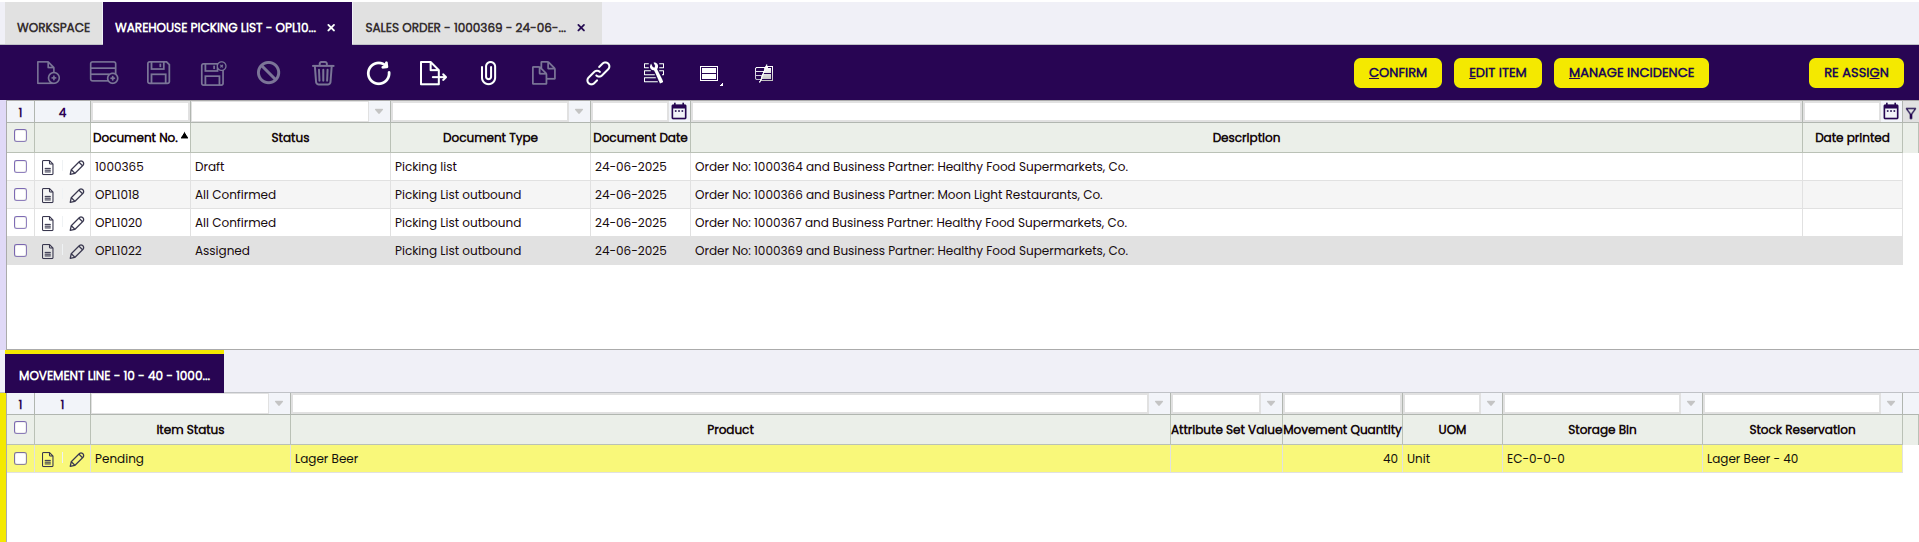 WORKSPACE WAREHOUSE PICKING LIST - OPL10... × SALES ORDER - 1000369 - 24-06-... ×
CONFIRM EDIT ITEM MANAGE INCIDENCE RE ASSIGN
1 4
Document No. Status Document Type Document Date Description Date printed
1000365 Draft Picking list 24-06-2025 Order No: 1000364 and Business Partner: Healthy Food Supermarkets, Co.
OPL1018 All Confirmed Picking List outbound 24-06-2025 Order No: 1000366 and Business Partner: Moon Light Restaurants, Co.
OPL1020 All Confirmed Picking List outbound 24-06-2025 Order No: 1000367 and Business Partner: Healthy Food Supermarkets, Co.
OPL1022 Assigned Picking List outbound 24-06-2025 Order No: 1000369 and Business Partner: Healthy Food Supermarkets, Co.
MOVEMENT LINE - 10 - 40 - 1000...
1 1
Item Status Product Attribute Set Value Movement Quantity UOM Storage Bin Stock Reservation
Pending Lager Beer 40 Unit EC-0-0-0 Lager Beer - 40